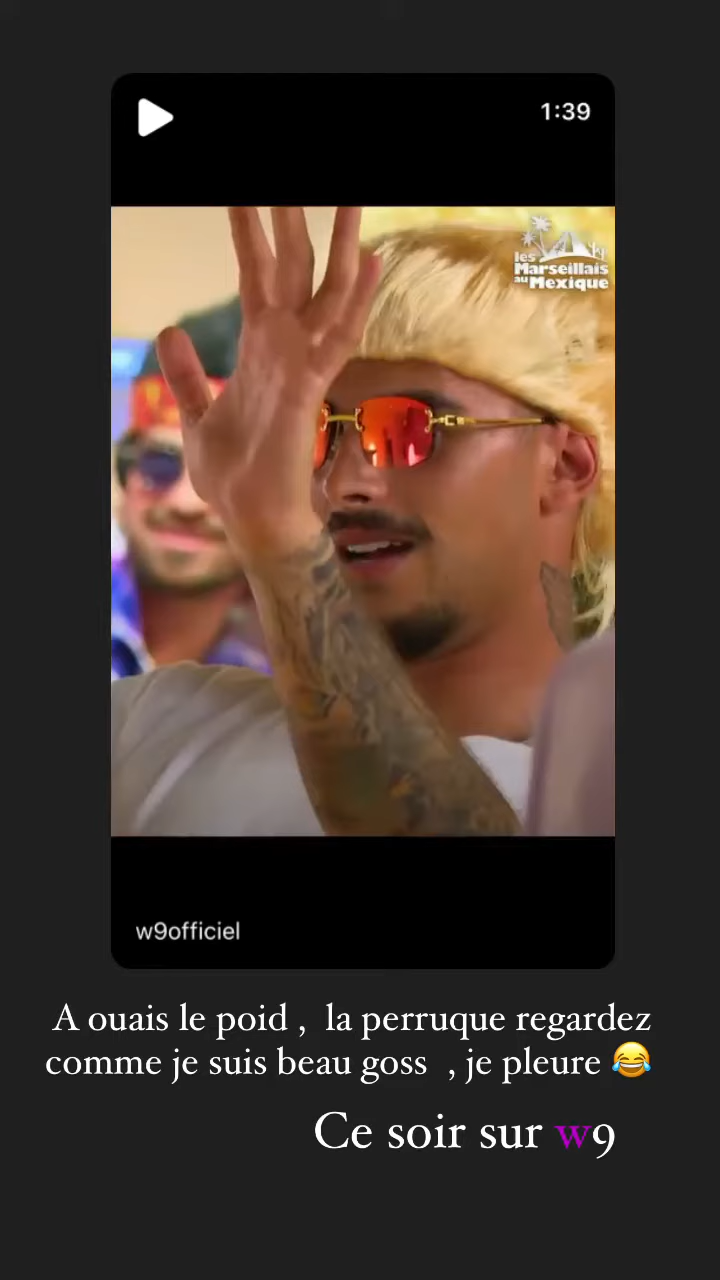 1:39
les
Marseillais
au Mexique
w9officiel
A ouais le poid ,  la perruque regardez
comme je suis beau goss  , je pleure 😂
Ce soir sur w9